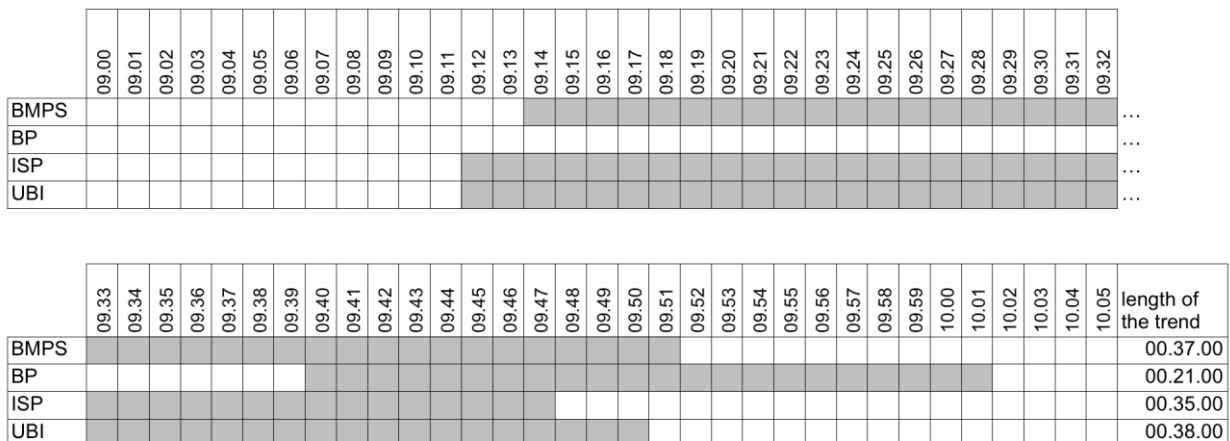 09.00 09.01 09.02 09.03 09.04 09.05 09.06 09.07 09.08 09.09 09.10 09.11 09.12 09.13 09.14 09.15 09.16 09.17 09.18 09.19 09.20 09.21 09.22 09.23 09.24 09.25 09.26 09.27 09.28 09.29 09.30 09.31 09.32
BMPS ...
BP ...
ISP ...
UBI ...
09.33 09.34 09.35 09.36 09.37 09.38 09.39 09.40 09.41 09.42 09.43 09.44 09.45 09.46 09.47 09.48 09.49 09.50 09.51 09.52 09.53 09.54 09.55 09.56 09.57 09.58 09.59 10.00 10.01 10.02 10.03 10.04 10.05 length of
the trend
BMPS 00.37.00
BP 00.21.00
ISP 00.35.00
UBI 00.38.00